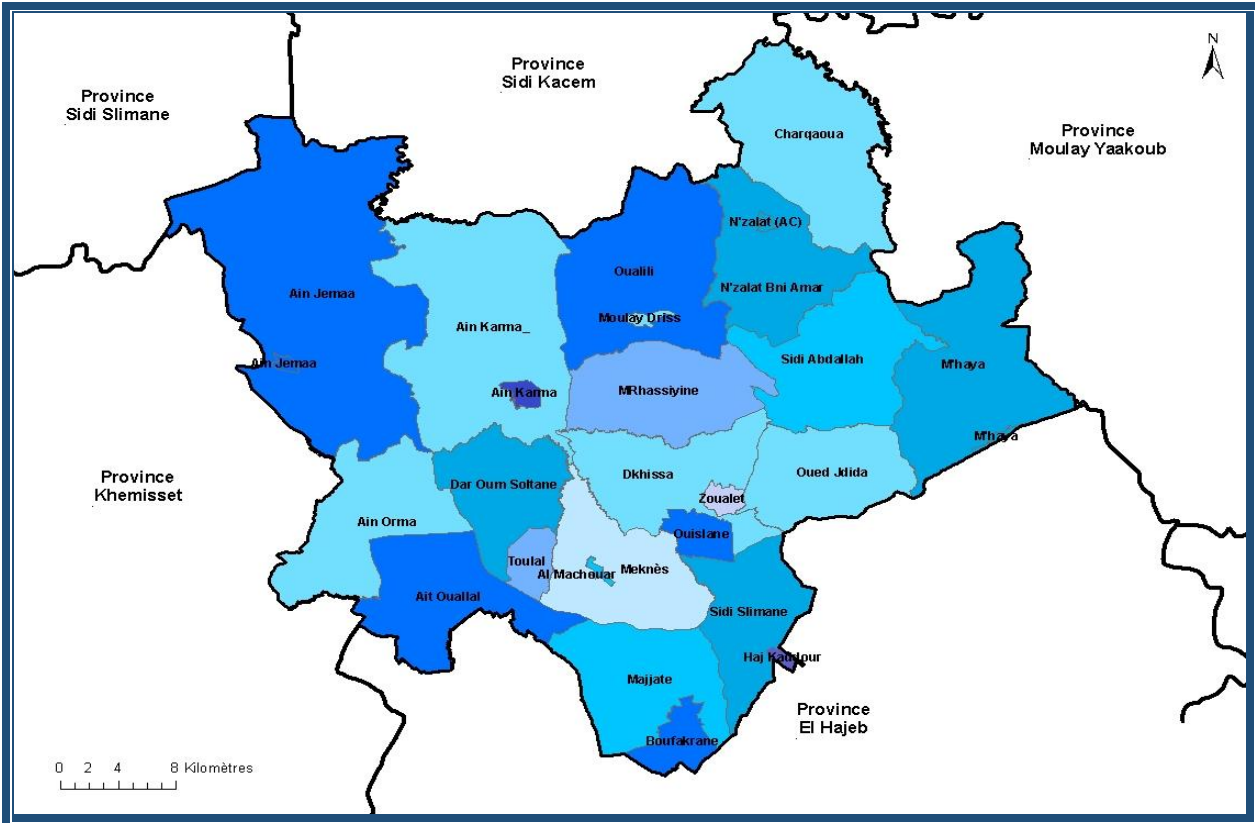 N
Province
Sidi Kacem
Province
Sidi Slimane
Province
Moulay Yaakoub
Charqaoua
N'zalat (AC)
Oualili
N'zalat Bni Amar
Ain Jemaa
Moulay Driss
Ain Karma_
Sidi Abdallah
M'haya
Ain Jemaa
Ain Karma
MRhassiyine
M'haya
Province
Khemisset
Dar Oum Soltane
Dkhissa
Oued Jdida
Zoualet
Ain Orma
Ouislane
Toulal
Al Machouar
Meknès
Ait Ouallal
Sidi Slimane
Haj Kaddour
Majjate
Province
El Hajeb
Boufakrane
0 2 4 8 Kilomètres